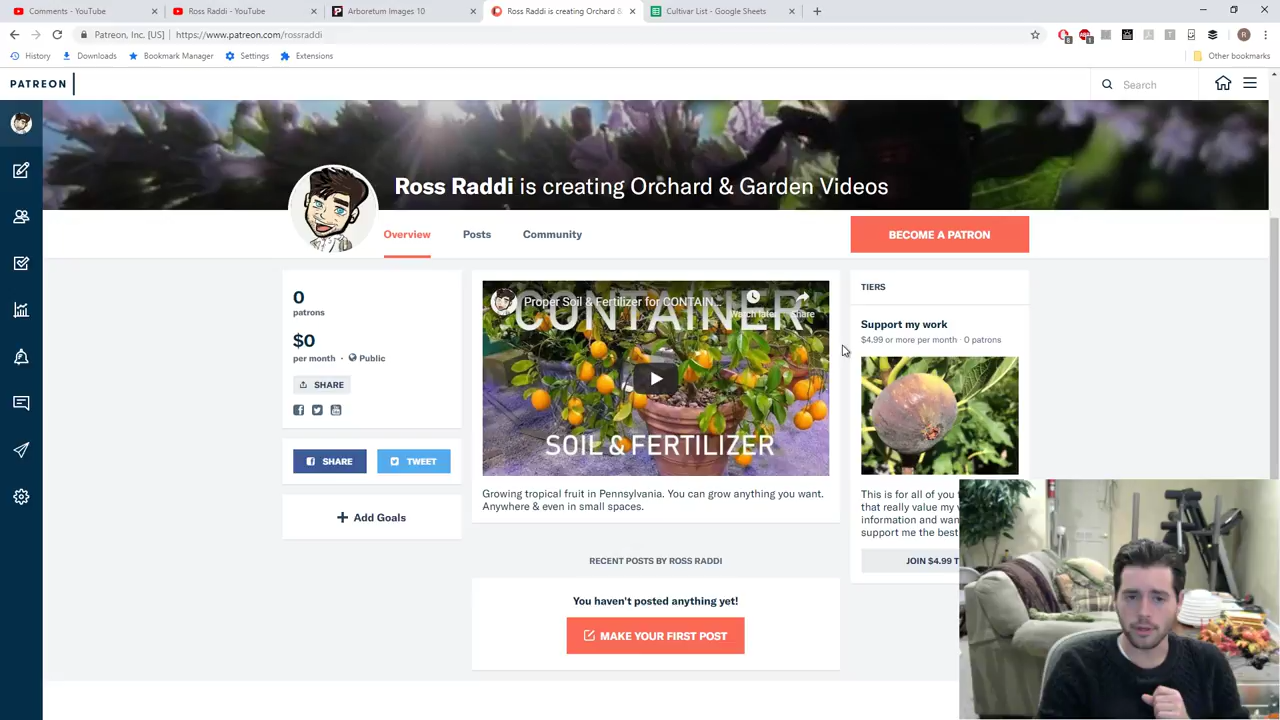 Comments - YouTube
Ross Raddi - YouTube
Arboretum Images 10
Ross Raddi is creating Orchard &
Cultivar List - Google Sheets
Patreon, Inc. [US]
https://www.patreon.com/rossraddi
History
Downloads
Bookmark Manager
Settings
Extensions
Other bookmarks
PATREON
Search
Ross Raddi is creating Orchard & Garden Videos
Overview
Posts
Community
BECOME A PATRON
0
patrons
$0
per month · Public
SHARE
SHARE
TWEET
Add Goals
Proper Soil & Fertilizer for CONTAIN...
Watch later
Share
CONTAINER
SOIL & FERTILIZER
Growing tropical fruit in Pennsylvania. You can grow anything you want.
Anywhere & even in small spaces.
RECENT POSTS BY ROSS RADDI
You haven't posted anything yet!
MAKE YOUR FIRST POST
TIERS
Support my work
$4.99 or more per month · 0 patrons
This is for all of you
that really value my
information and wan
support me the best
JOIN $4.99 T